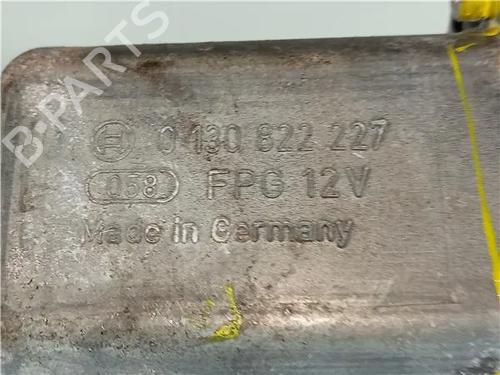 0 130 822 227
058 FPG 12V
Made in Germany
B-PARTS